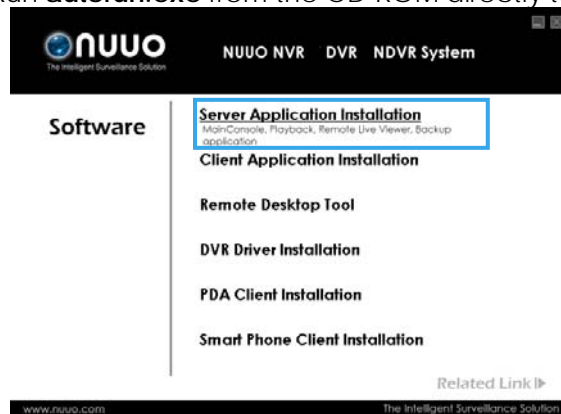 autorun.exe from the CD-ROM directly t
nuuo
The Intelligent Surveillance Solution
NUUO NVR DVR NDVR System
Software
Server Application Installation
MainConsole, Playback, Remote Live Viewer, Backup
application
Client Application Installation
Remote Desktop Tool
DVR Driver Installation
PDA Client Installation
Smart Phone Client Installation
Related Link
www.nuuo.com
The Intelligent Surveillance Solution